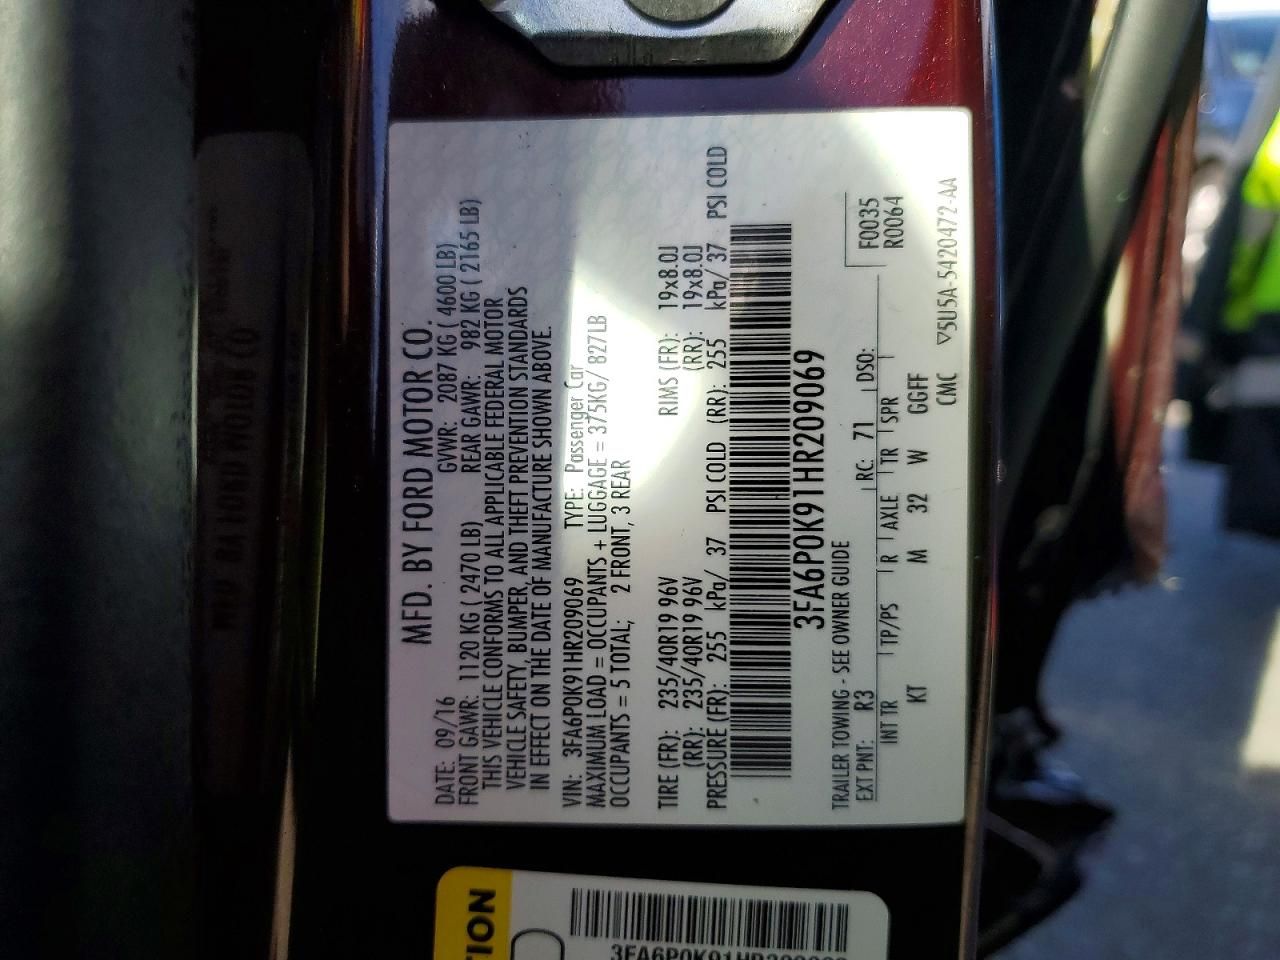 MFD. BY FORD MOTOR CO.
DATE: 09/16 GVWR: 2087 KG ( 4600 LB)
FRONT GAWR: 1120 KG ( 2470 LB) REAR GAWR: 982 KG ( 2165 LB)
THIS VEHICLE CONFORMS TO ALL APPLICABLE FEDERAL MOTOR
VEHICLE SAFETY, BUMPER, AND THEFT PREVENTION STANDARDS
IN EFFECT ON THE DATE OF MANUFACTURE SHOWN ABOVE.
VIN: 3FA6P0K91HR209069 TYPE: Passenger Car
MAXIMUM LOAD = OCCUPANTS + LUGGAGE = 375KG/ 827LB
OCCUPANTS = 5 TOTAL; 2 FRONT, 3 REAR
TIRE (FR): 235/40R19 96V RIMS (FR): 19x8.0J
(RR): 235/40R19 96V (RR): 19x8.0J
PRESSURE (FR): 255 kPa/ 37 PSI COLD (RR): 255 kPa/ 37 PSI COLD
3FA6P0K91HR209069
TRAILER TOWING - SEE OWNER GUIDE F0035
EXT PNT: R3 RC: 71 DSO: R0064
INT TR TP/PS R AXLE TR SPR
KT M 32 W GGFF
CMC
▽5U5A-5420472-AA
TION